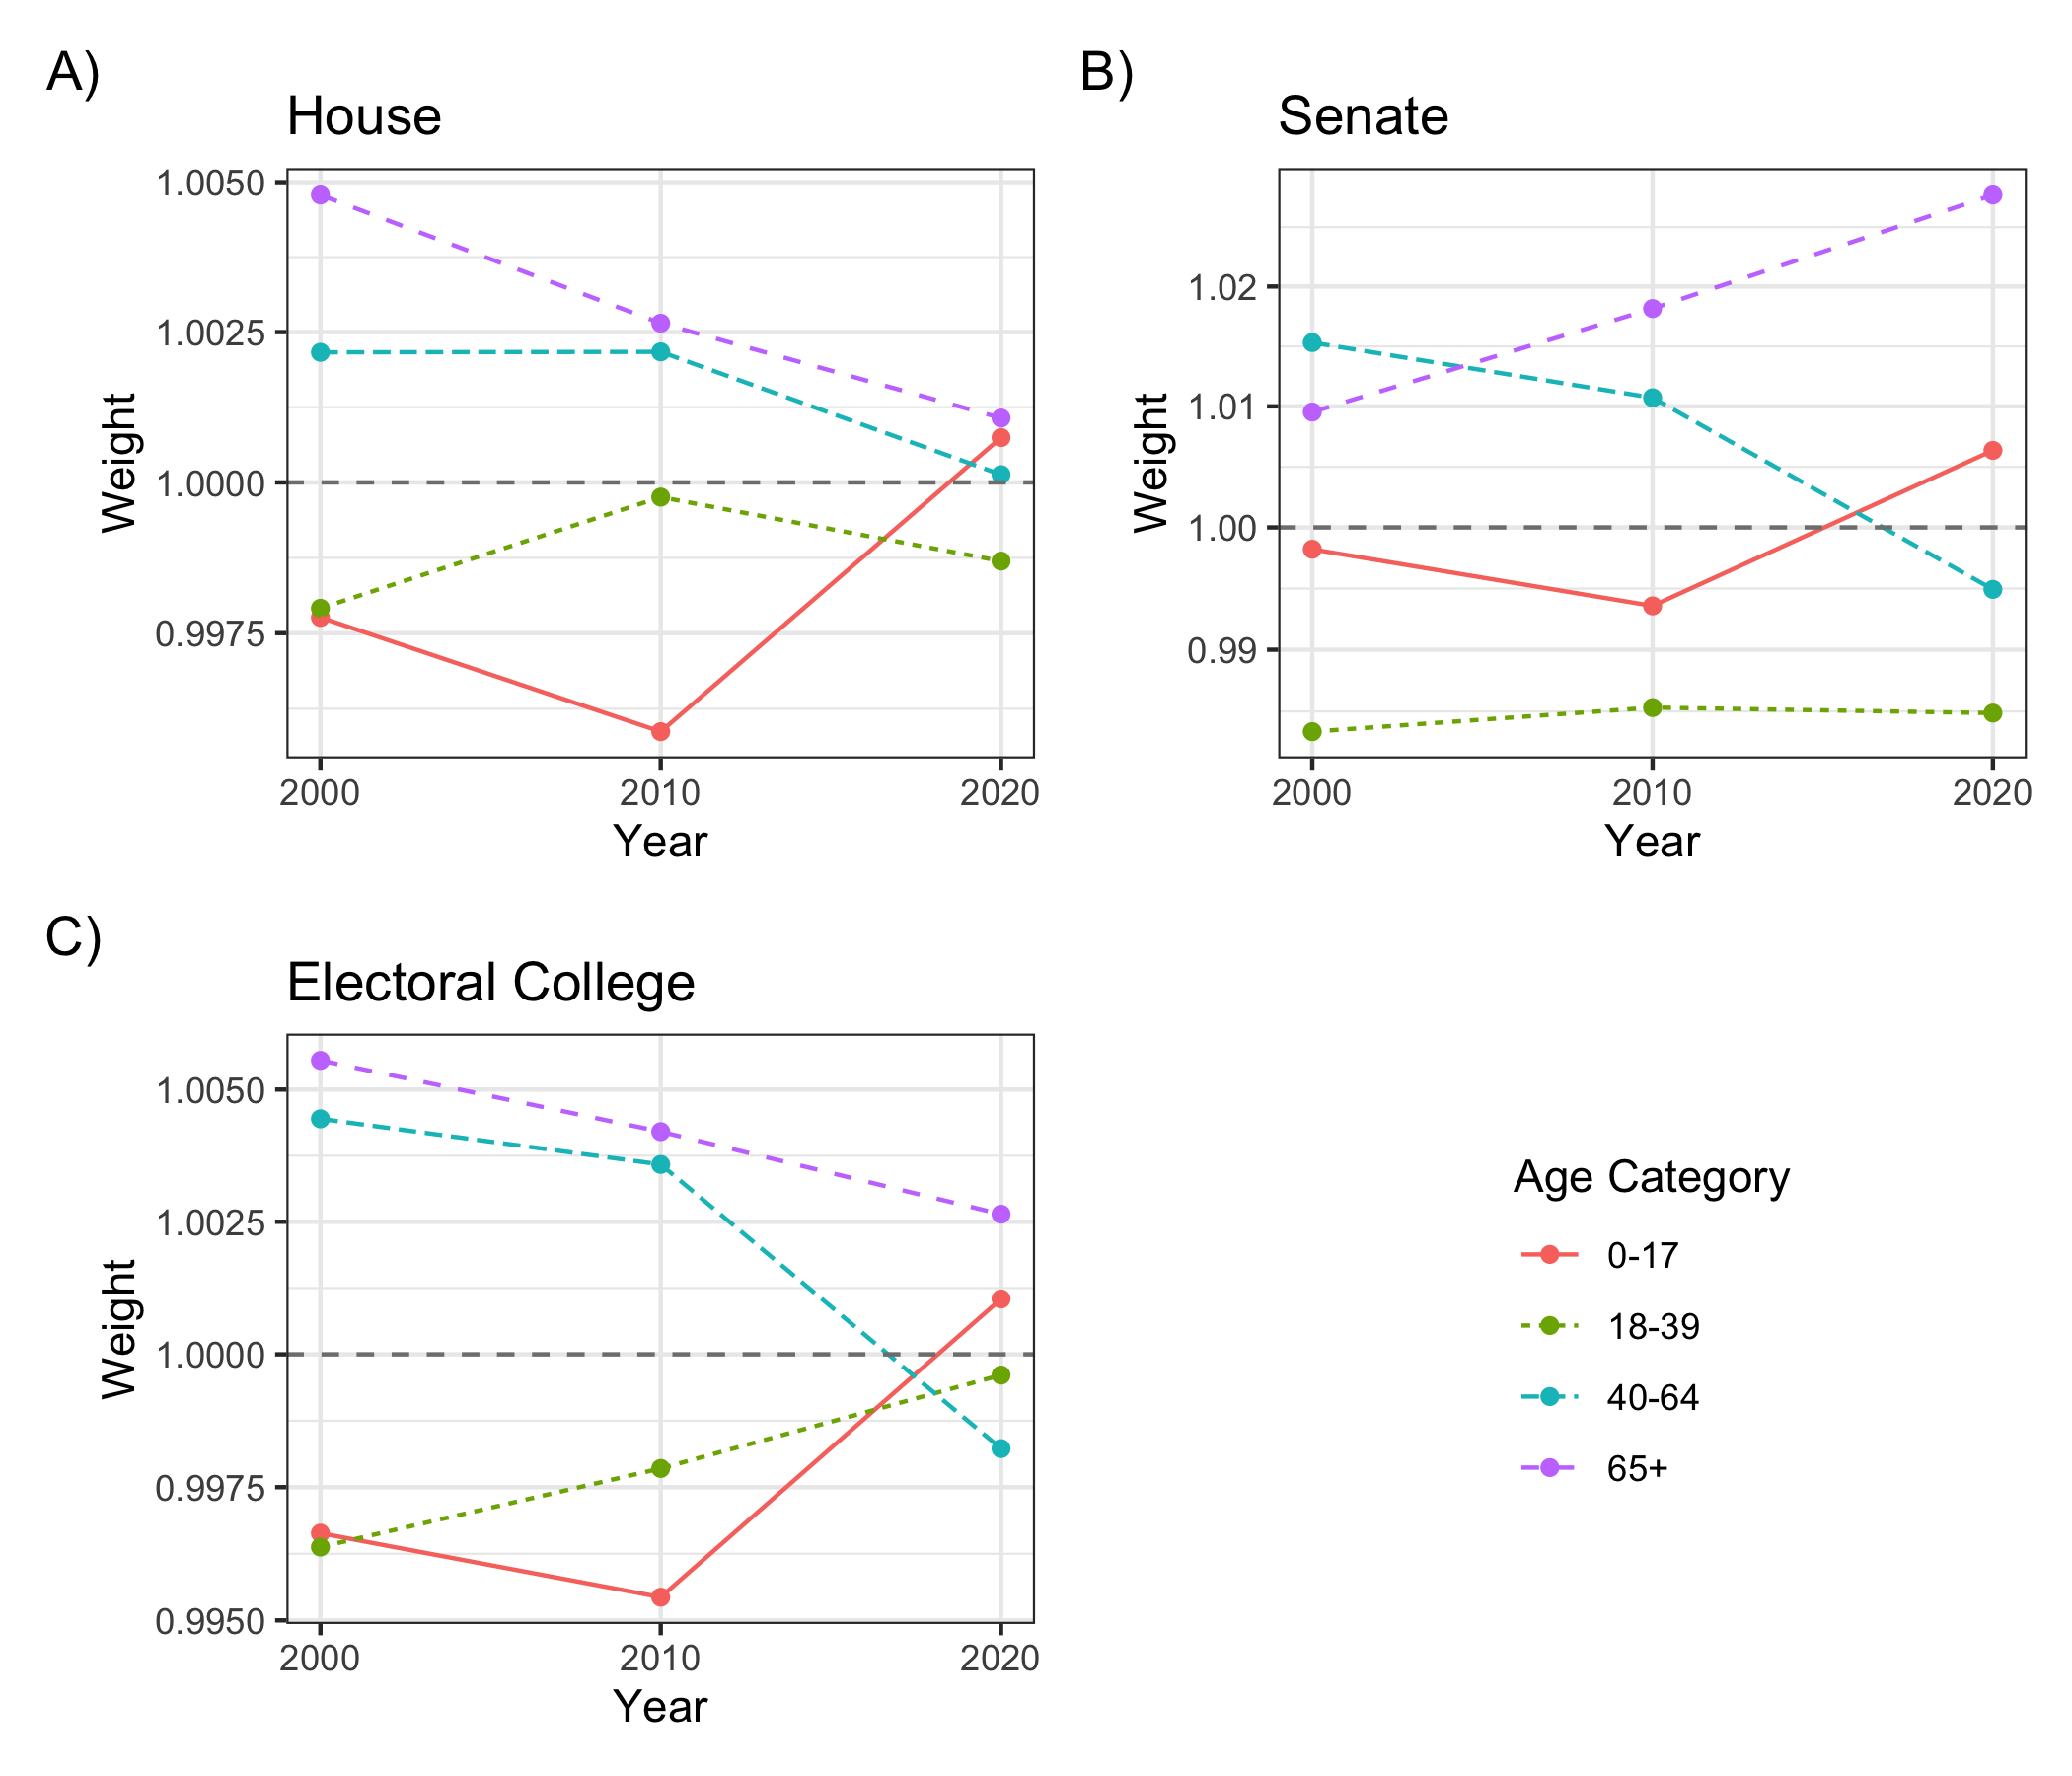 A)
House
1.0050
1.0025
1.0000
0.9975
Weight
2000 2010 2020
Year
B)
Senate
1.02
1.01
1.00
0.99
Weight
2000 2010 2020
Year
C)
Electoral College
1.0050
1.0025
1.0000
0.9975
0.9950
Weight
2000 2010 2020
Year
Age Category
0-17
18-39
40-64
65+